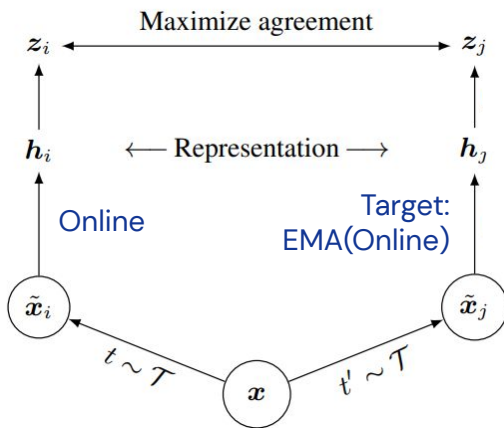 Maximize agreement
z_i
z_j
h_i
⟵ Representation ⟶
h_j
Online
Target:
EMA(Online)
x̃_i
x̃_j
t ∼ 𝒯
t′ ∼ 𝒯
x